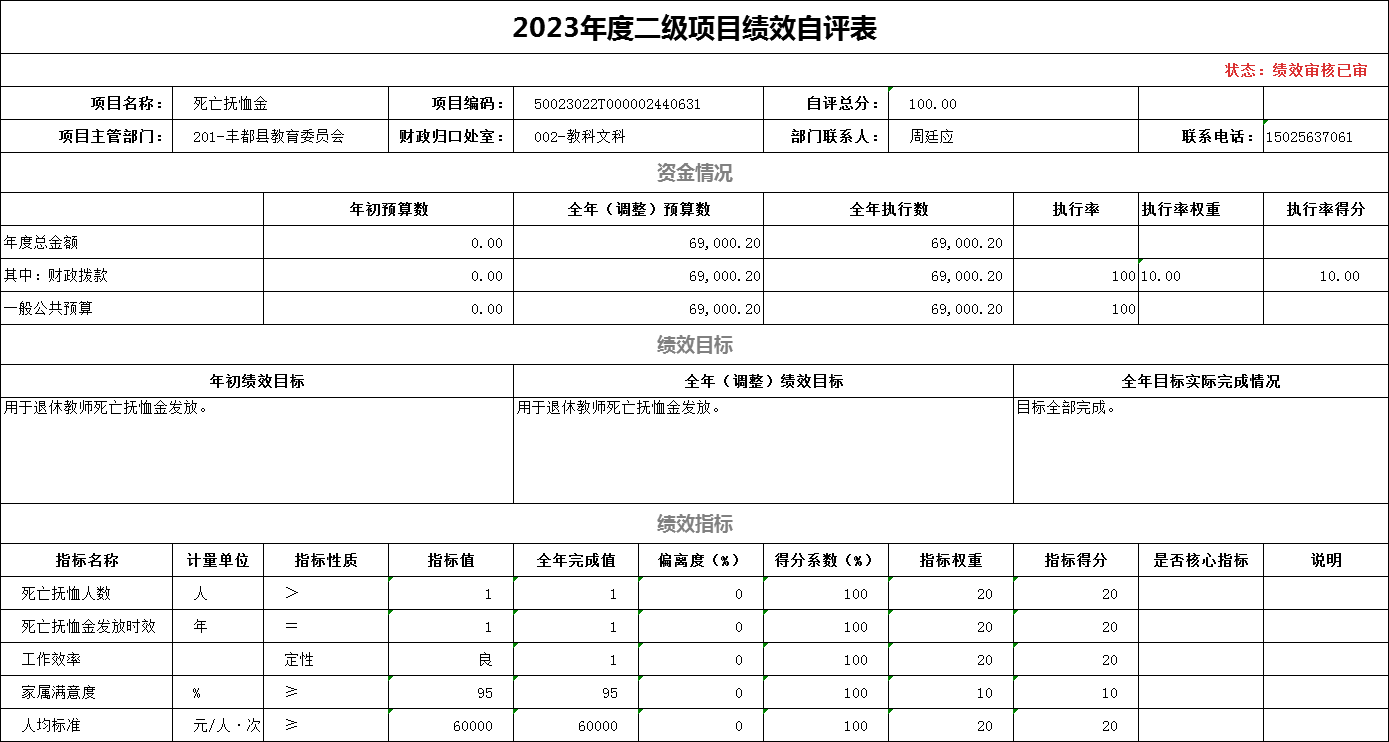 2023年度二级项目绩效自评表
状态：绩效审核已审
项目名称： 死亡抚恤金 项目编码： 50023022T000002440631 自评总分： 100.00
项目主管部门： 201-丰都县教育委员会 财政归口处室： 002-教科文科 部门联系人： 周廷应 联系电话： 15025637061
资金情况
年初预算数 全年（调整）预算数 全年执行数 执行率 执行率权重 执行率得分
年度总金额 0.00 69,000.20 69,000.20
其中：财政拨款 0.00 69,000.20 69,000.20 100 10.00 10.00
一般公共预算 0.00 69,000.20 69,000.20 100
绩效目标
年初绩效目标 全年（调整）绩效目标 全年目标实际完成情况
用于退休教师死亡抚恤金发放。 用于退休教师死亡抚恤金发放。 目标全部完成。
绩效指标
指标名称 计量单位 指标性质 指标值 全年完成值 偏离度（%） 得分系数（%） 指标权重 指标得分 是否核心指标 说明
死亡抚恤人数 人 ＞ 1 1 0 100 20 20
死亡抚恤金发放时效 年 ＝ 1 1 0 100 20 20
工作效率 定性 良 1 0 100 20 20
家属满意度 % ≥ 95 95 0 100 10 10
人均标准 元/人·次 ≥ 60000 60000 0 100 20 20